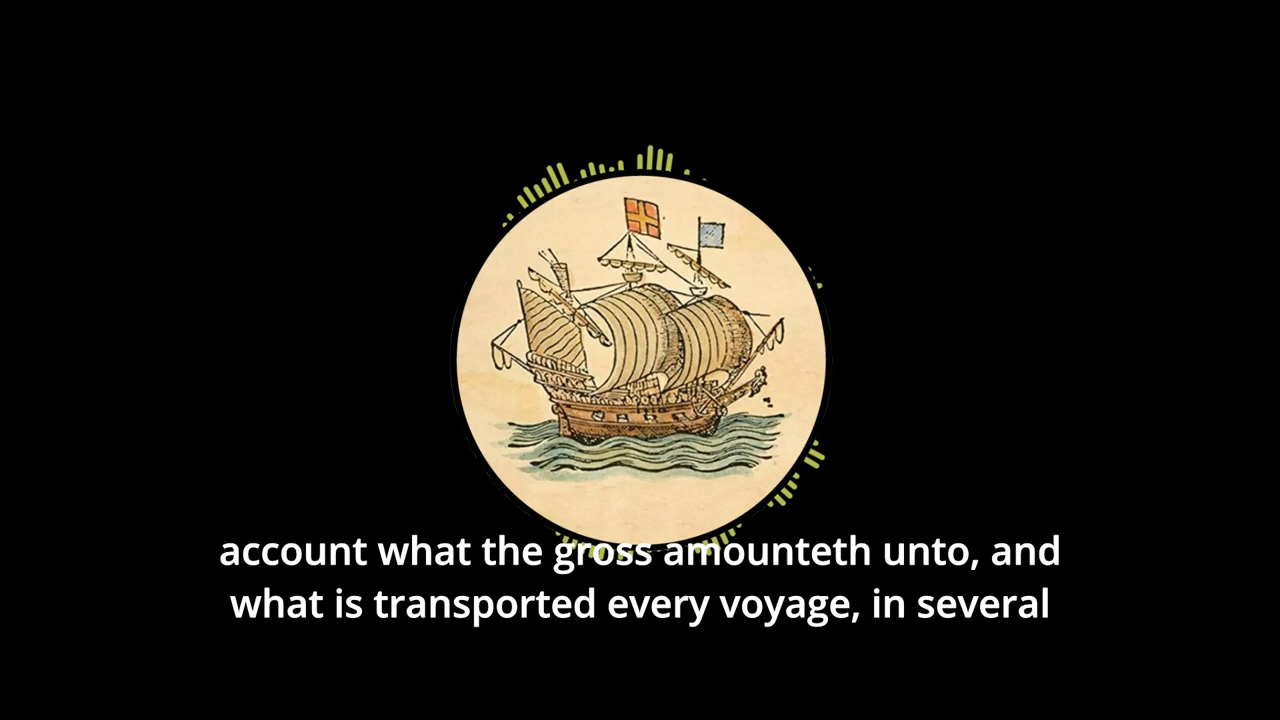 account what the gross amounteth unto, and
what is transported every voyage, in several